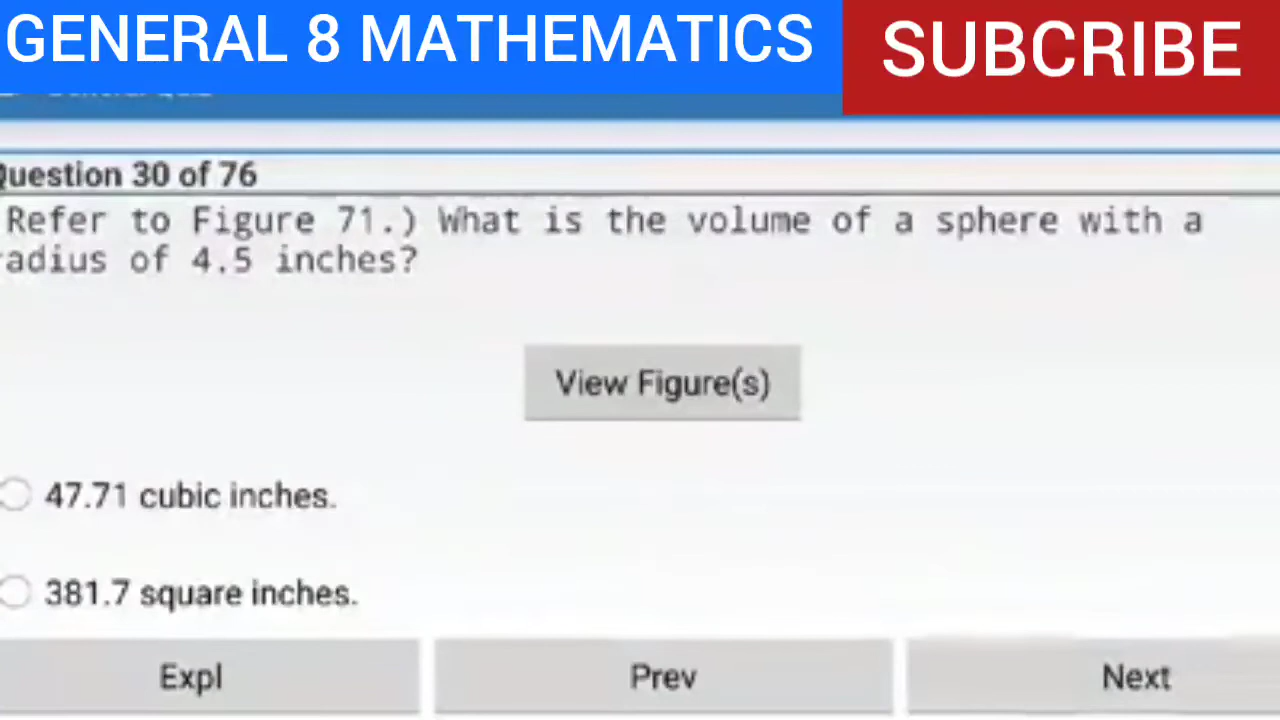 GENERAL 8 MATHEMATICS
SUBCRIBE
Question 30 of 76
Refer to Figure 71.) What is the volume of a sphere with a
radius of 4.5 inches?
View Figure(s)
47.71 cubic inches.
381.7 square inches.
Expl
Prev
Next